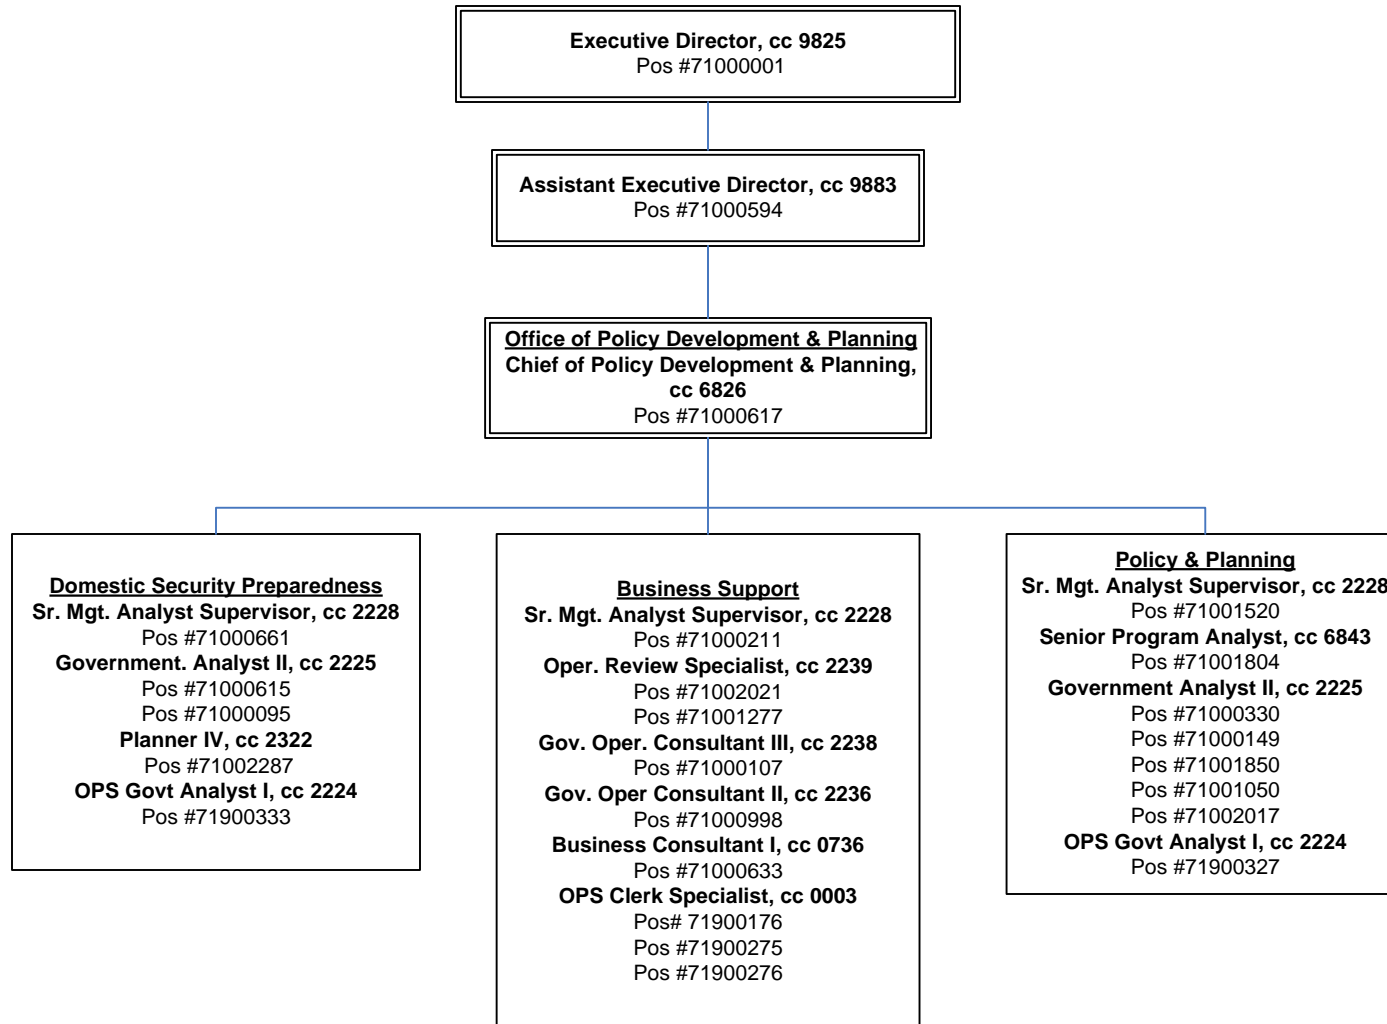 Executive Director, cc 9825
Pos #71000001
Assistant Executive Director, cc 9883
Pos #71000594
Office of Policy Development & Planning
Chief of Policy Development & Planning,
cc 6826
Pos #71000617
Domestic Security Preparedness
Sr. Mgt. Analyst Supervisor, cc 2228
Pos #71000661
Government. Analyst II, cc 2225
Pos #71000615
Pos #71000095
Planner IV, cc 2322
Pos #71002287
OPS Govt Analyst I, cc 2224
Pos #71900333
Business Support
Sr. Mgt. Analyst Supervisor, cc 2228
Pos #71000211
Oper. Review Specialist, cc 2239
Pos #71002021
Pos #71001277
Gov. Oper. Consultant III, cc 2238
Pos #71000107
Gov. Oper Consultant II, cc 2236
Pos #71000998
Business Consultant I, cc 0736
Pos #71000633
OPS Clerk Specialist, cc 0003
Pos# 71900176
Pos #71900275
Pos #71900276
Policy & Planning
Sr. Mgt. Analyst Supervisor, cc 2228
Pos #71001520
Senior Program Analyst, cc 6843
Pos #71001804
Government Analyst II, cc 2225
Pos #71000330
Pos #71000149
Pos #71001850
Pos #71001050
Pos #71002017
OPS Govt Analyst I, cc 2224
Pos #71900327